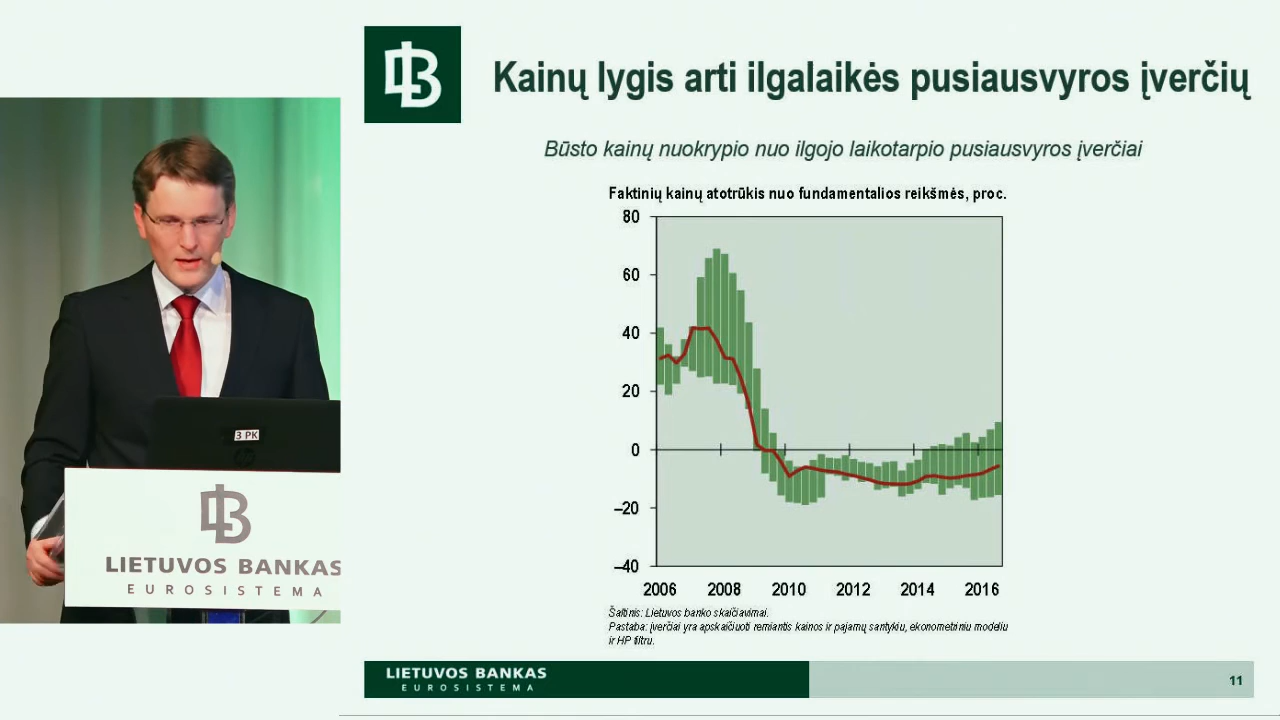 Kainų lygis arti ilgalaikės pusiausvyros įverčių
Būsto kainų nuokrypio nuo ilgojo laikotarpio pusiausvyros įverčiai
Faktinių kainų atotrūkis nuo fundamentalios reikšmės, proc.
80
60
40
20
0
–20
–40
2006 2008 2010 2012 2014 2016
Šaltinis: Lietuvos banko skaičiavimai.
Pastaba: įverčiai yra apskaičiuoti remiantis kainos ir pajamų santykiu, ekonometriniu modeliu
ir HP filtru.
LIETUVOS BANKAS
EUROSISTEMA
11
3 PK
LIETUVOS BANKAS
EUROSISTEMA